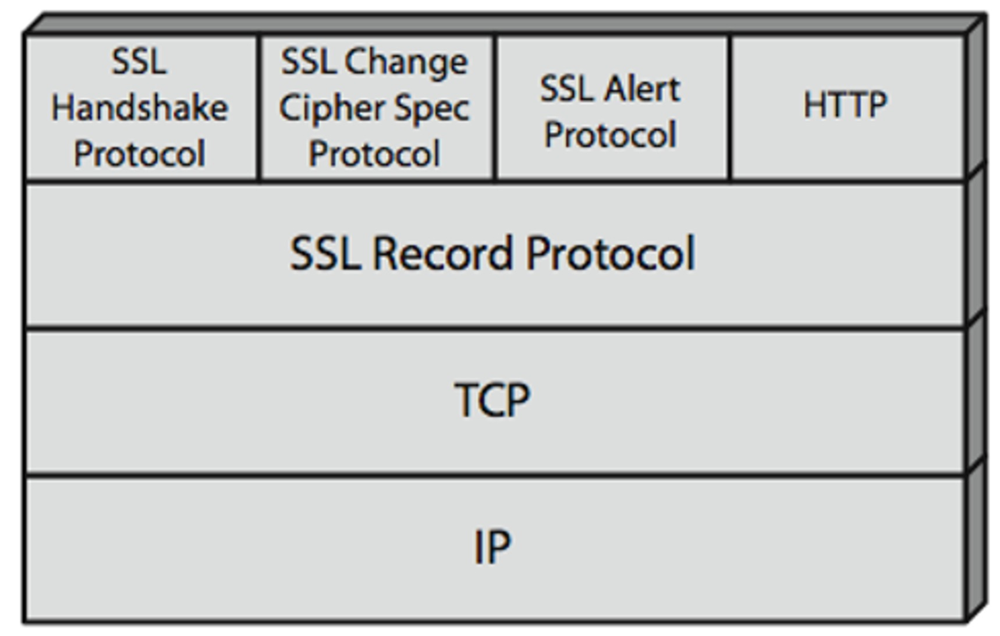 SSL
Handshake
Protocol
SSL Change
Cipher Spec
Protocol
SSL Alert
Protocol
HTTP
SSL Record Protocol
TCP
IP